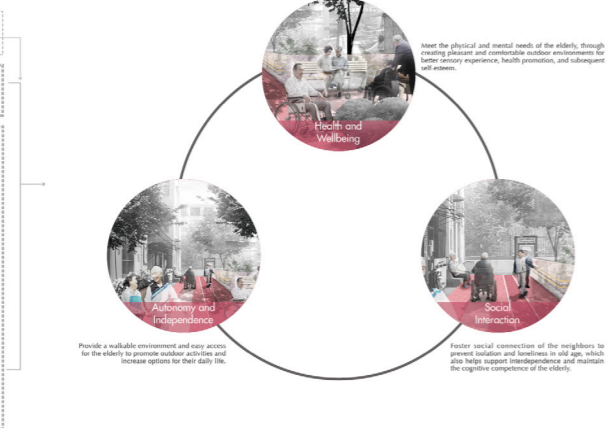 Meet the physical and mental needs of the elderly, through
creating pleasant and comfortable outdoor environments for
better sensory experience, health promotion, and subsequent
self esteem.
Health and
Wellbeing
Autonomy and
Independence
Social
Interaction
Provide a walkable environment and easy access
for the elderly to promote outdoor activities and
increase options for their daily life.
Foster social connection of the neighbors to
prevent isolation and loneliness in old age, which
also helps support interdependence and maintain
the cognitive competence of the elderly.